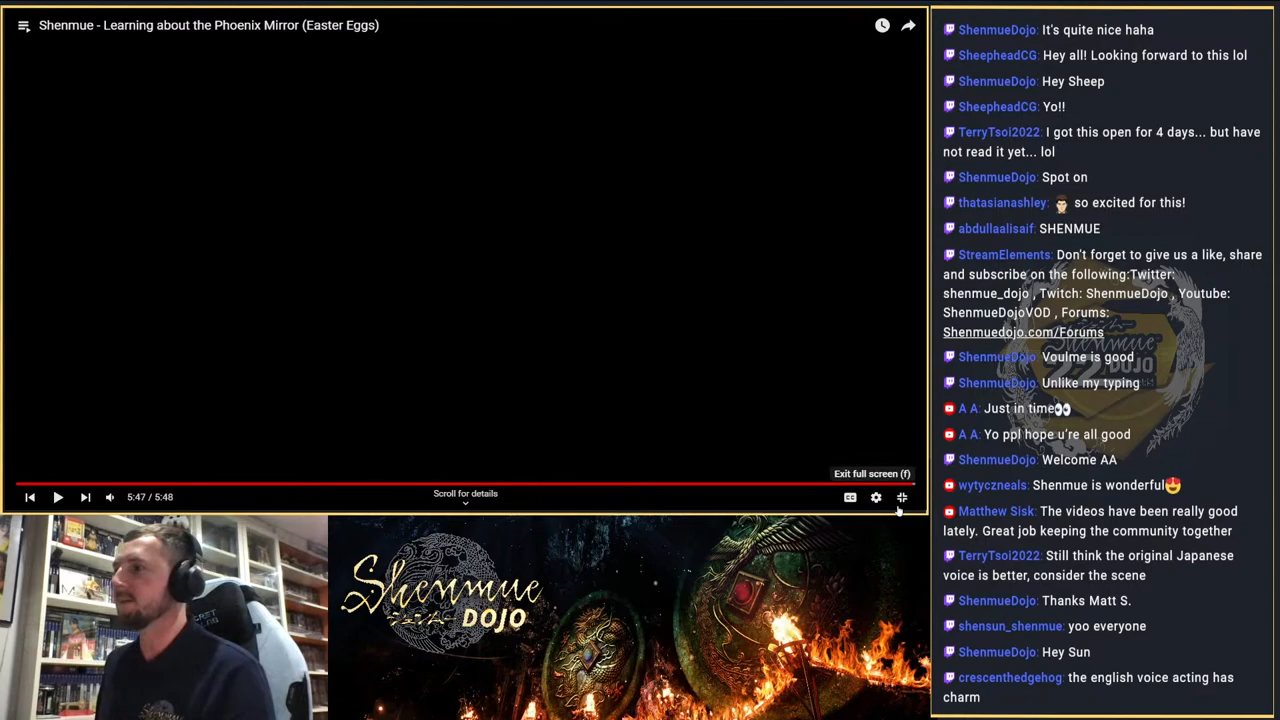 Shenmue - Learning about the Phoenix Mirror (Easter Eggs)
Exit full screen (f)
5:47 / 5:48
Scroll for details
CC
Shenmue
DOJO
ShenmueDojo: It's quite nice haha
SheepheadCG: Hey all! Looking forward to this lol
ShenmueDojo: Hey Sheep
SheepheadCG: Yo!!
TerryTsoi2022: I got this open for 4 days... but have
not read it yet... lol
ShenmueDojo: Spot on
thatasianashley: so excited for this!
abdullaalisaif: SHENMUE
StreamElements: Don't forget to give us a like, share
and subscribe on the following:Twitter:
shenmue_dojo , Twitch: ShenmueDojo , Youtube:
ShenmueDojoVOD , Forums:
Shenmuedojo.com/Forums
ShenmueDojo: Voulme is good
ShenmueDojo: Unlike my typing
A A: Just in time👀
A A: Yo ppl hope u're all good
ShenmueDojo: Welcome AA
wytyczneals: Shenmue is wonderful😍
Matthew Sisk: The videos have been really good
lately. Great job keeping the community together
TerryTsoi2022: Still think the original Japanese
voice is better, consider the scene
ShenmueDojo: Thanks Matt S.
shensun_shenmue: yoo everyone
ShenmueDojo: Hey Sun
crescenthedgehog: the english voice acting has
charm